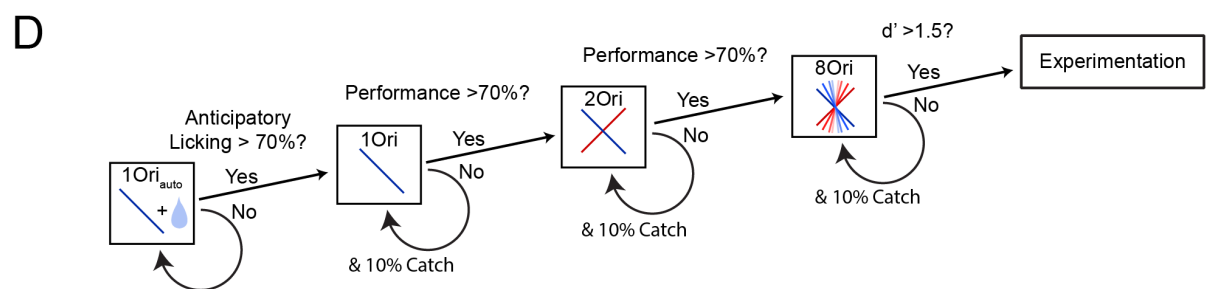 D
Anticipatory
Licking > 70%?
1Ori auto
+
Yes
No
Performance >70%?
1Ori
Yes
No
& 10% Catch
Performance >70%?
2Ori
Yes
No
& 10% Catch
d' >1.5?
8Ori
Yes
No
& 10% Catch
Experimentation